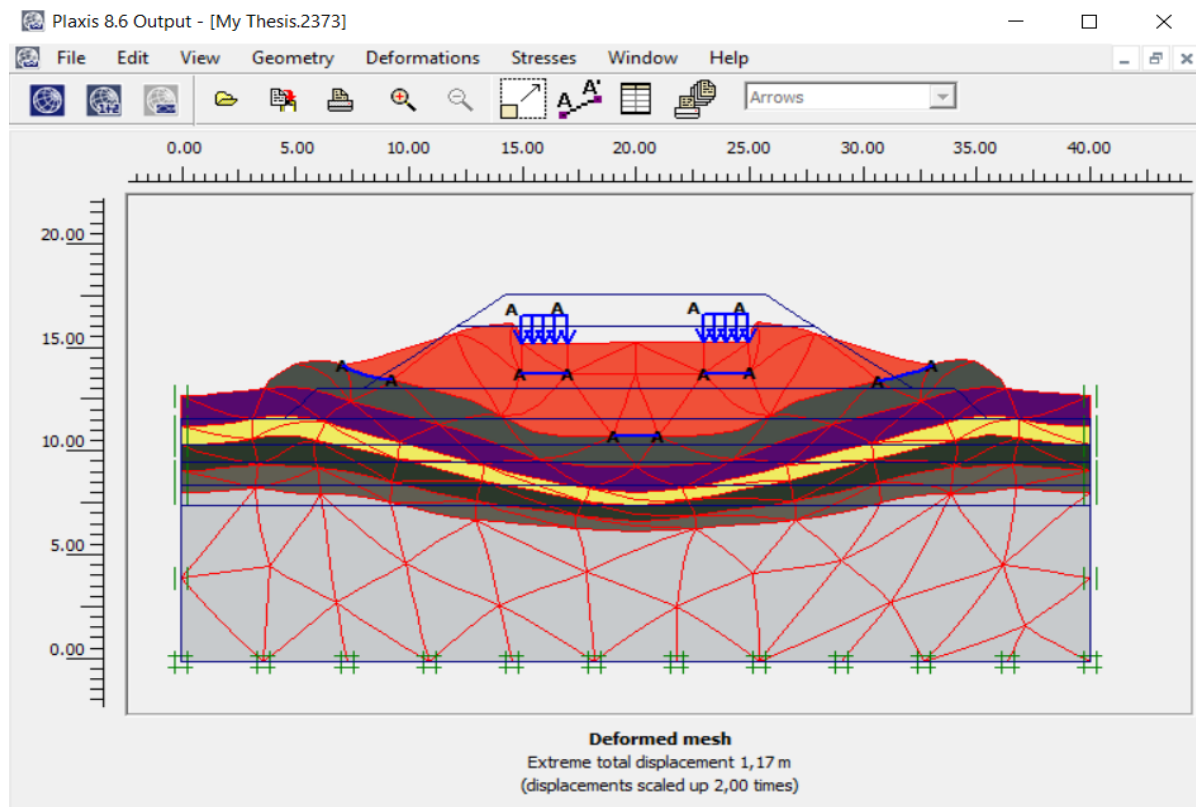 Plaxis 8.6 Output - [My Thesis.2373]
File Edit View Geometry Deformations Stresses Window Help
A A' Arrows
0.00 5.00 10.00 15.00 20.00 25.00 30.00 35.00 40.00
20.00
A A A A
15.00
A A
A A A A A A
10.00
A A
5.00
0.00
Deformed mesh
Extreme total displacement 1,17 m
(displacements scaled up 2,00 times)